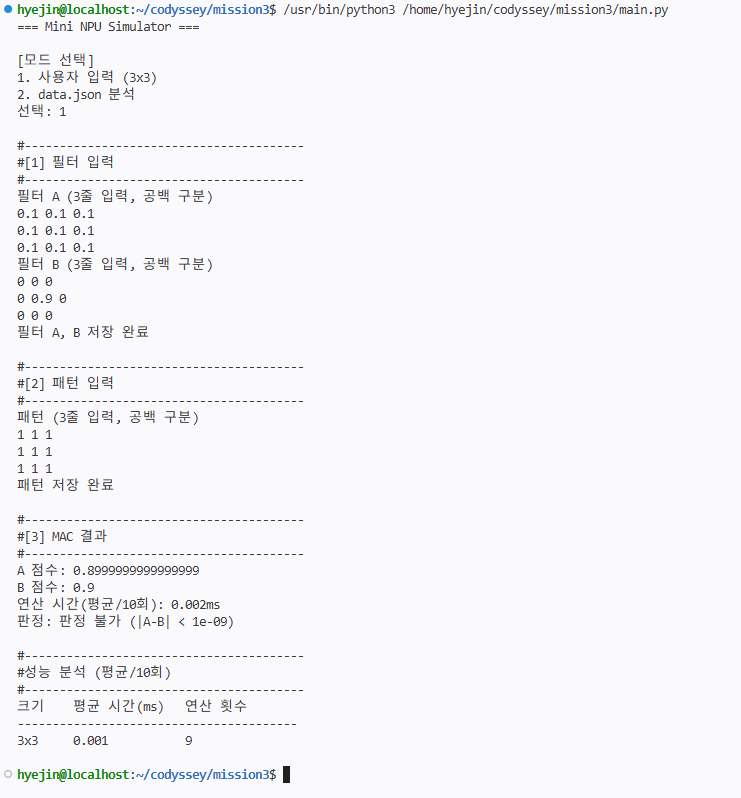 hyejin@localhost:~/codyssey/mission3$ /usr/bin/python3 /home/hyejin/codyssey/mission3/main.py
=== Mini NPU Simulator ===

[모드 선택]
1. 사용자 입력 (3x3)
2. data.json 분석
선택: 1

#----------------------------------------
#[1] 필터 입력
#----------------------------------------
필터 A (3줄 입력, 공백 구분)
0.1 0.1 0.1
0.1 0.1 0.1
0.1 0.1 0.1
필터 B (3줄 입력, 공백 구분)
0 0 0
0 0.9 0
0 0 0
필터 A, B 저장 완료

#----------------------------------------
#[2] 패턴 입력
#----------------------------------------
패턴 (3줄 입력, 공백 구분)
1 1 1
1 1 1
1 1 1
패턴 저장 완료

#----------------------------------------
#[3] MAC 결과
#----------------------------------------
A 점수: 0.8999999999999999
B 점수: 0.9
연산 시간(평균/10회): 0.002ms
판정: 판정 불가 (|A-B| < 1e-09)

#----------------------------------------
#성능 분석 (평균/10회)
#----------------------------------------
크기    평균 시간(ms)   연산 횟수
----------------------------------------
3x3     0.001           9

hyejin@localhost:~/codyssey/mission3$